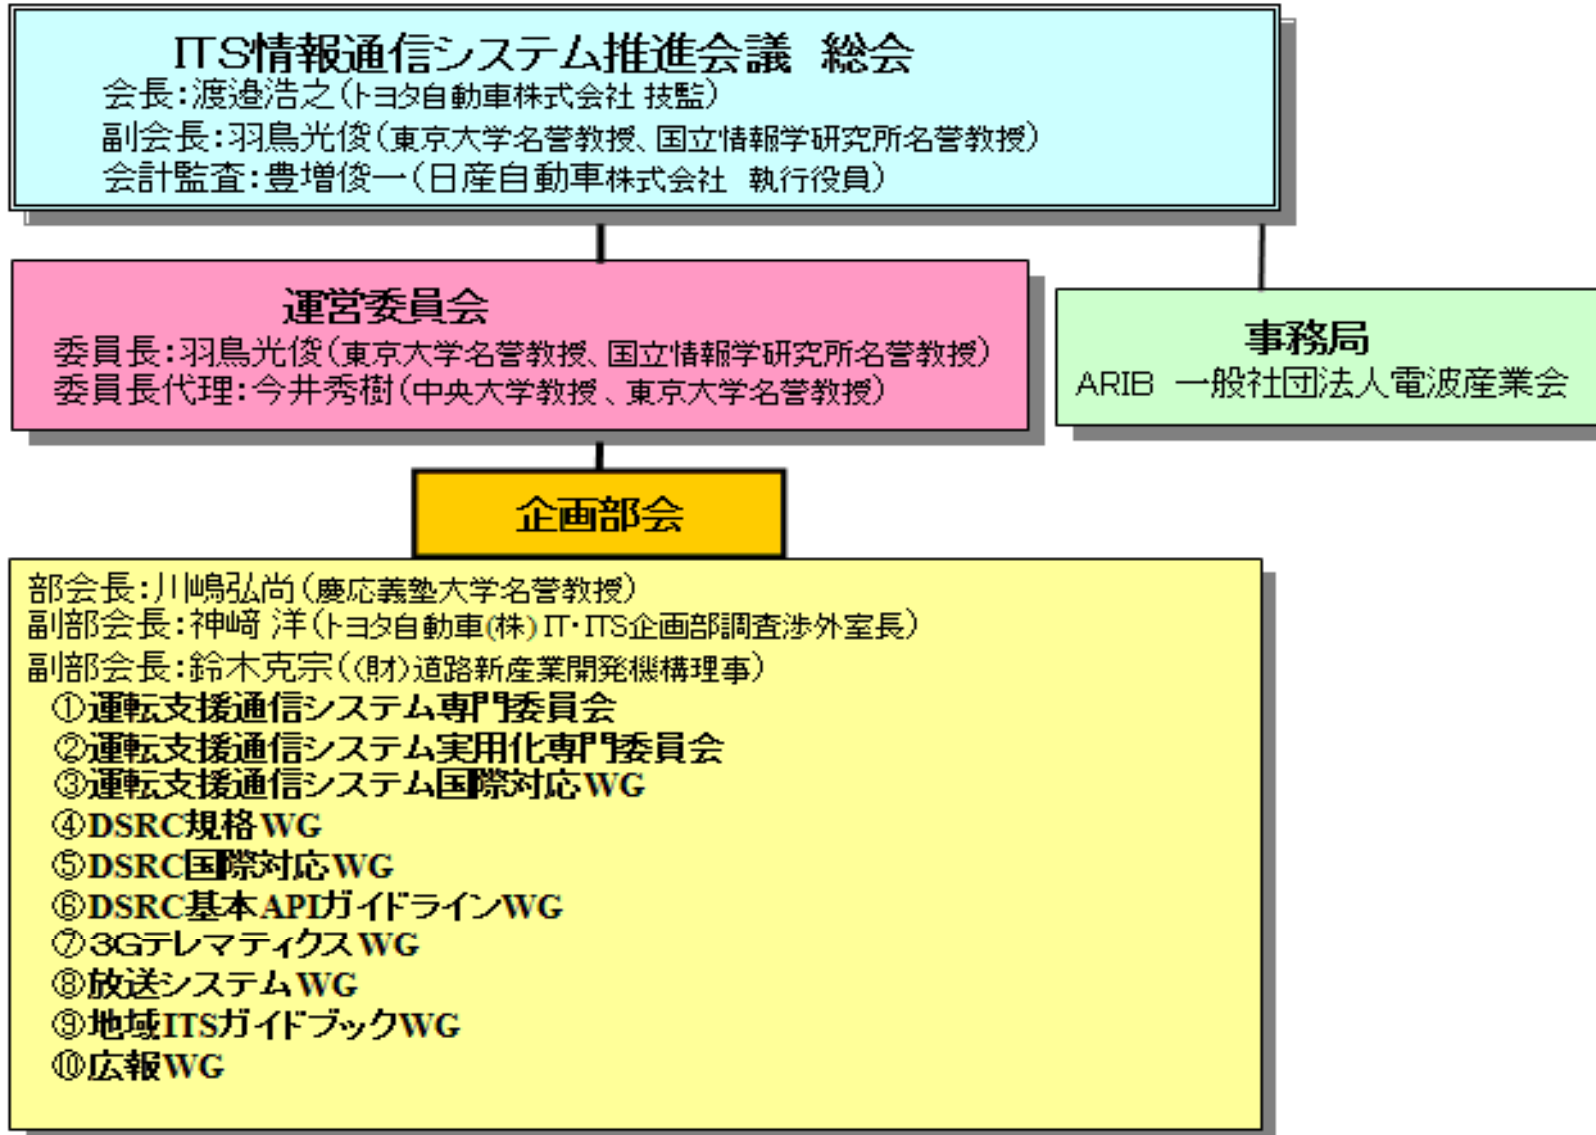 ITS情報通信システム推進会議 総会
会長:渡邉浩之(トヨタ自動車株式会社 技監)
副会長:羽鳥光俊(東京大学名誉教授、国立情報学研究所名誉教授)
会計監査:豊増俊一(日産自動車株式会社 執行役員)
運営委員会
委員長:羽鳥光俊(東京大学名誉教授、国立情報学研究所名誉教授)
委員長代理:今井秀樹(中央大学教授、東京大学名誉教授)
事務局
ARIB 一般社団法人電波産業会
企画部会
部会長:川嶋弘尚(慶応義塾大学名誉教授)
副部会長:神﨑 洋(トヨタ自動車(株)IT・ITS企画部調査渉外室長)
副部会長:鈴木克宗((財)道路新産業開発機構理事)
①運転支援通信システム専門委員会
②運転支援通信システム実用化専門委員会
③運転支援通信システム国際対応WG
④DSRC規格WG
⑤DSRC国際対応WG
⑥DSRC基本APIガイドラインWG
⑦3GテレマティクスWG
⑧放送システムWG
⑨地域ITSガイドブックWG
⑩広報WG